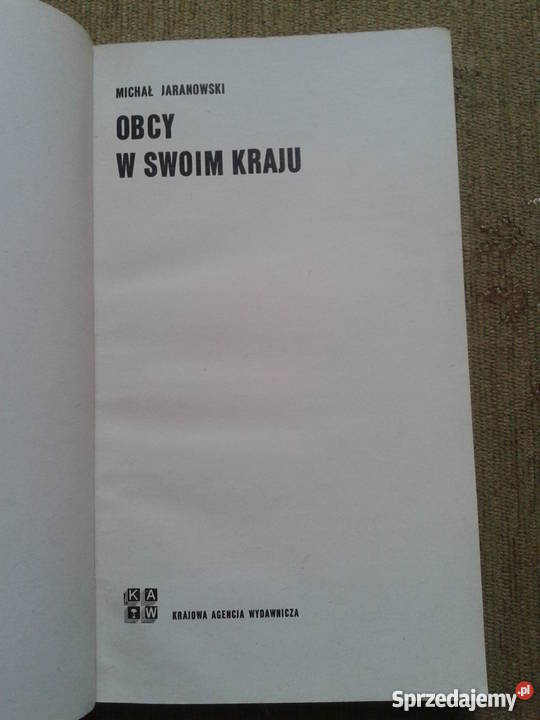 MICHAŁ JARANOWSKI
OBCY
W SWOIM KRAJU
K A
W
KRAJOWA AGENCJA WYDAWNICZA
Sprzedajemy.pl